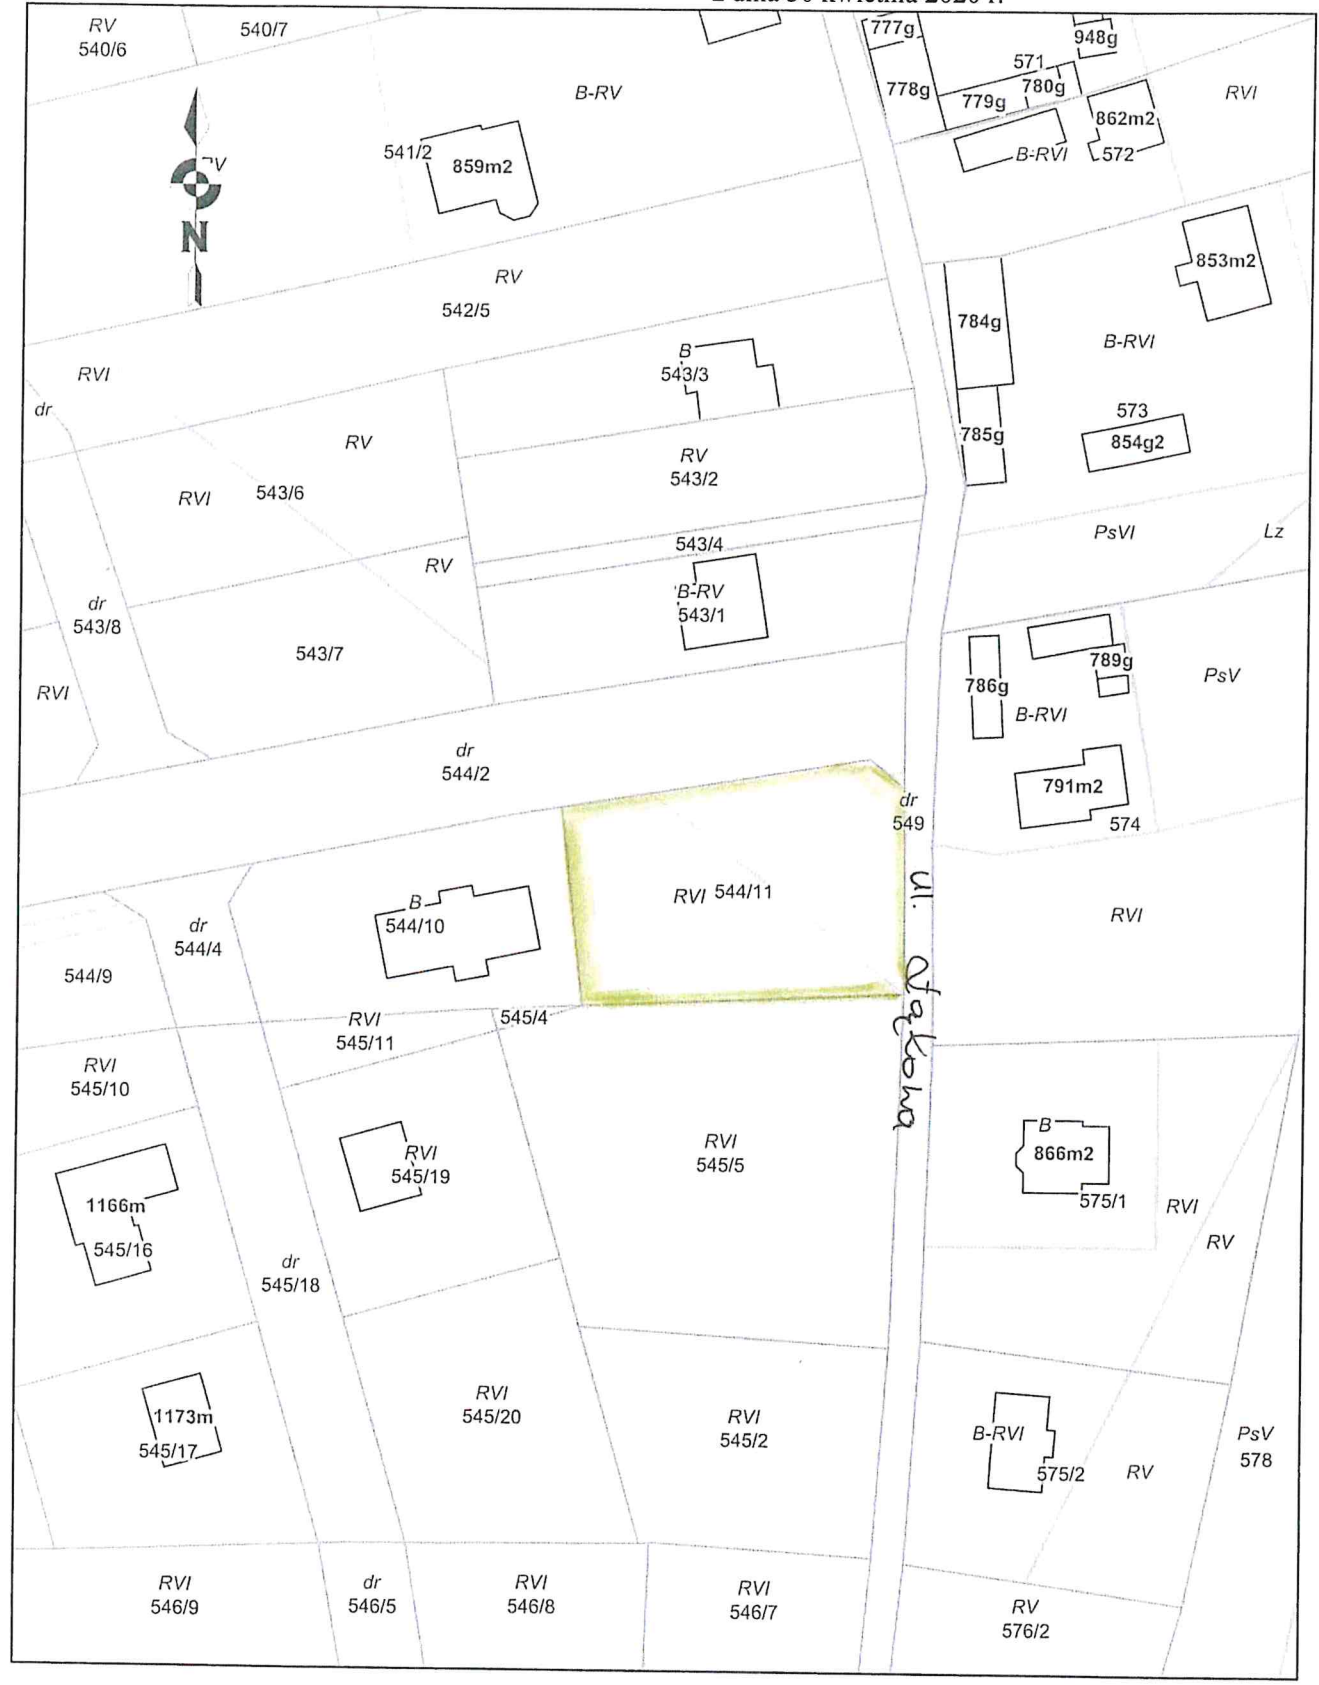 z dnia 30 kwietnia 2020 r.
RV
540/6
540/7
B-RV
777g
948g
571
778g
779g
780g
862m2
RVI
B-RVI
572
541/2
859m2
N
RV
542/5
853m2
784g
B-RVI
RVI
dr
B
543/3
573
785g
854g2
RV
RV
543/2
RVI
543/6
PsVI
Lz
543/4
RV
B-RV
543/1
dr
543/8
543/7
789g
786g
PsV
RVI
B-RVI
dr
544/2
791m2
dr
549
574
RVI 544/11
ul.
B
544/10
RVI
dr
544/4
544/9
Łąkowa
RVI
545/11
545/4
RVI
545/10
B
866m2
575/1
RVI
545/19
RVI
545/5
1166m
545/16
RVI
RV
dr
545/18
RVI
545/20
1173m
545/17
RVI
545/2
B-RVI
575/2
RV
PsV
578
RVI
546/9
dr
546/5
RVI
546/8
RVI
546/7
RV
576/2